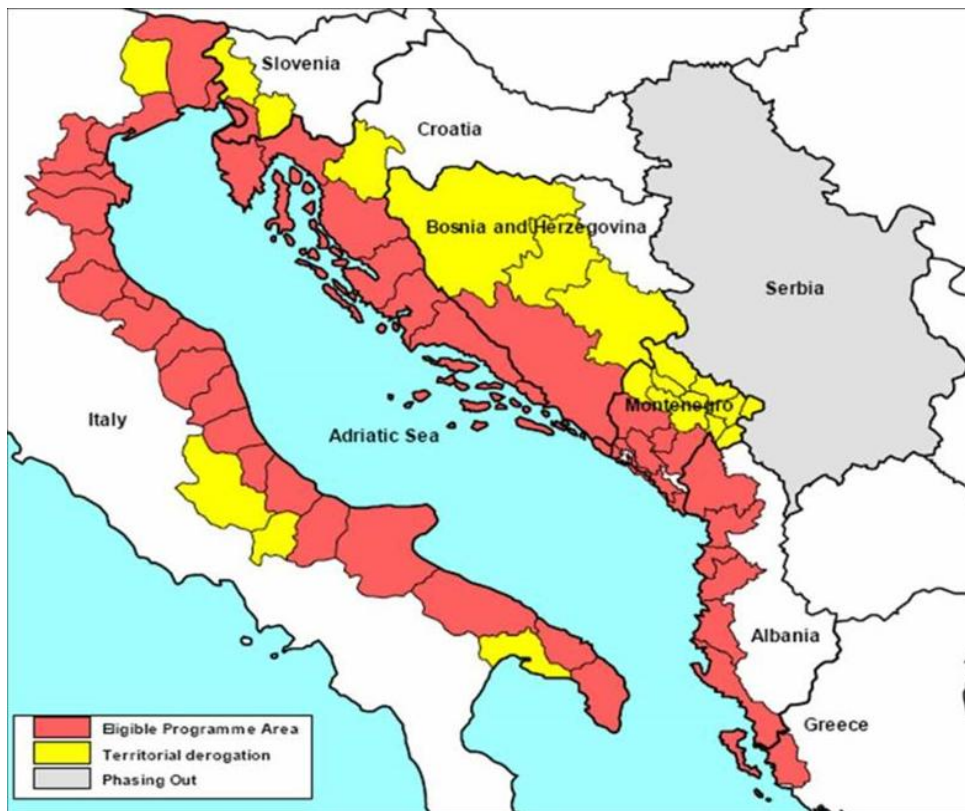 Slovenia
Croatia
Bosnia and Herzegovina
Serbia
Montenegro
Italy
Adriatic Sea
Albania
Greece
Eligible Programme Area
Territorial derogation
Phasing Out